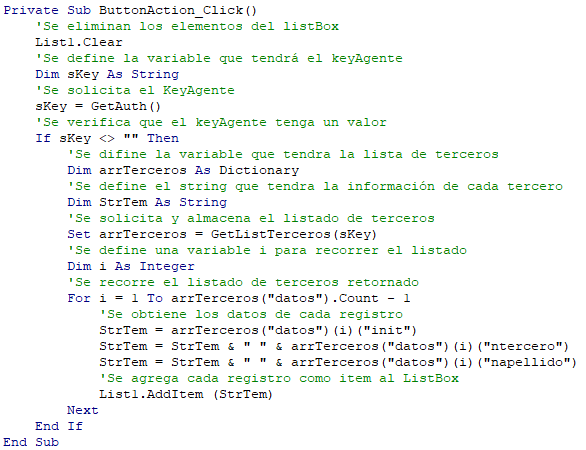 Private Sub ButtonAction_Click()
'Se eliminan los elementos del listBox
List1.Clear
'Se define la variable que tendrá el keyAgente
Dim sKey As String
'Se solicita el KeyAgente
sKey = GetAuth()
'Se verifica que el keyAgente tenga un valor
If sKey <> "" Then
'Se difine la variable que tendra la lista de terceros
Dim arrTerceros As Dictionary
'Se define el string que tendra la información de cada tercero
Dim StrTem As String
'Se solicita y almacena el listado de terceros
Set arrTerceros = GetListTerceros(sKey)
'Se define una variable i para recorrer el listado
Dim i As Integer
'Se recorre el listado de terceros retornado
For i = 1 To arrTerceros("datos").Count - 1
'Se obtiene los datos de cada registro
StrTem = arrTerceros("datos")(i)("init")
StrTem = StrTem & " " & arrTerceros("datos")(i)("ntercero")
StrTem = StrTem & " " & arrTerceros("datos")(i)("napellido")
'Se agrega cada registro como item al ListBox
List1.AddItem (StrTem)
Next
End If
End Sub